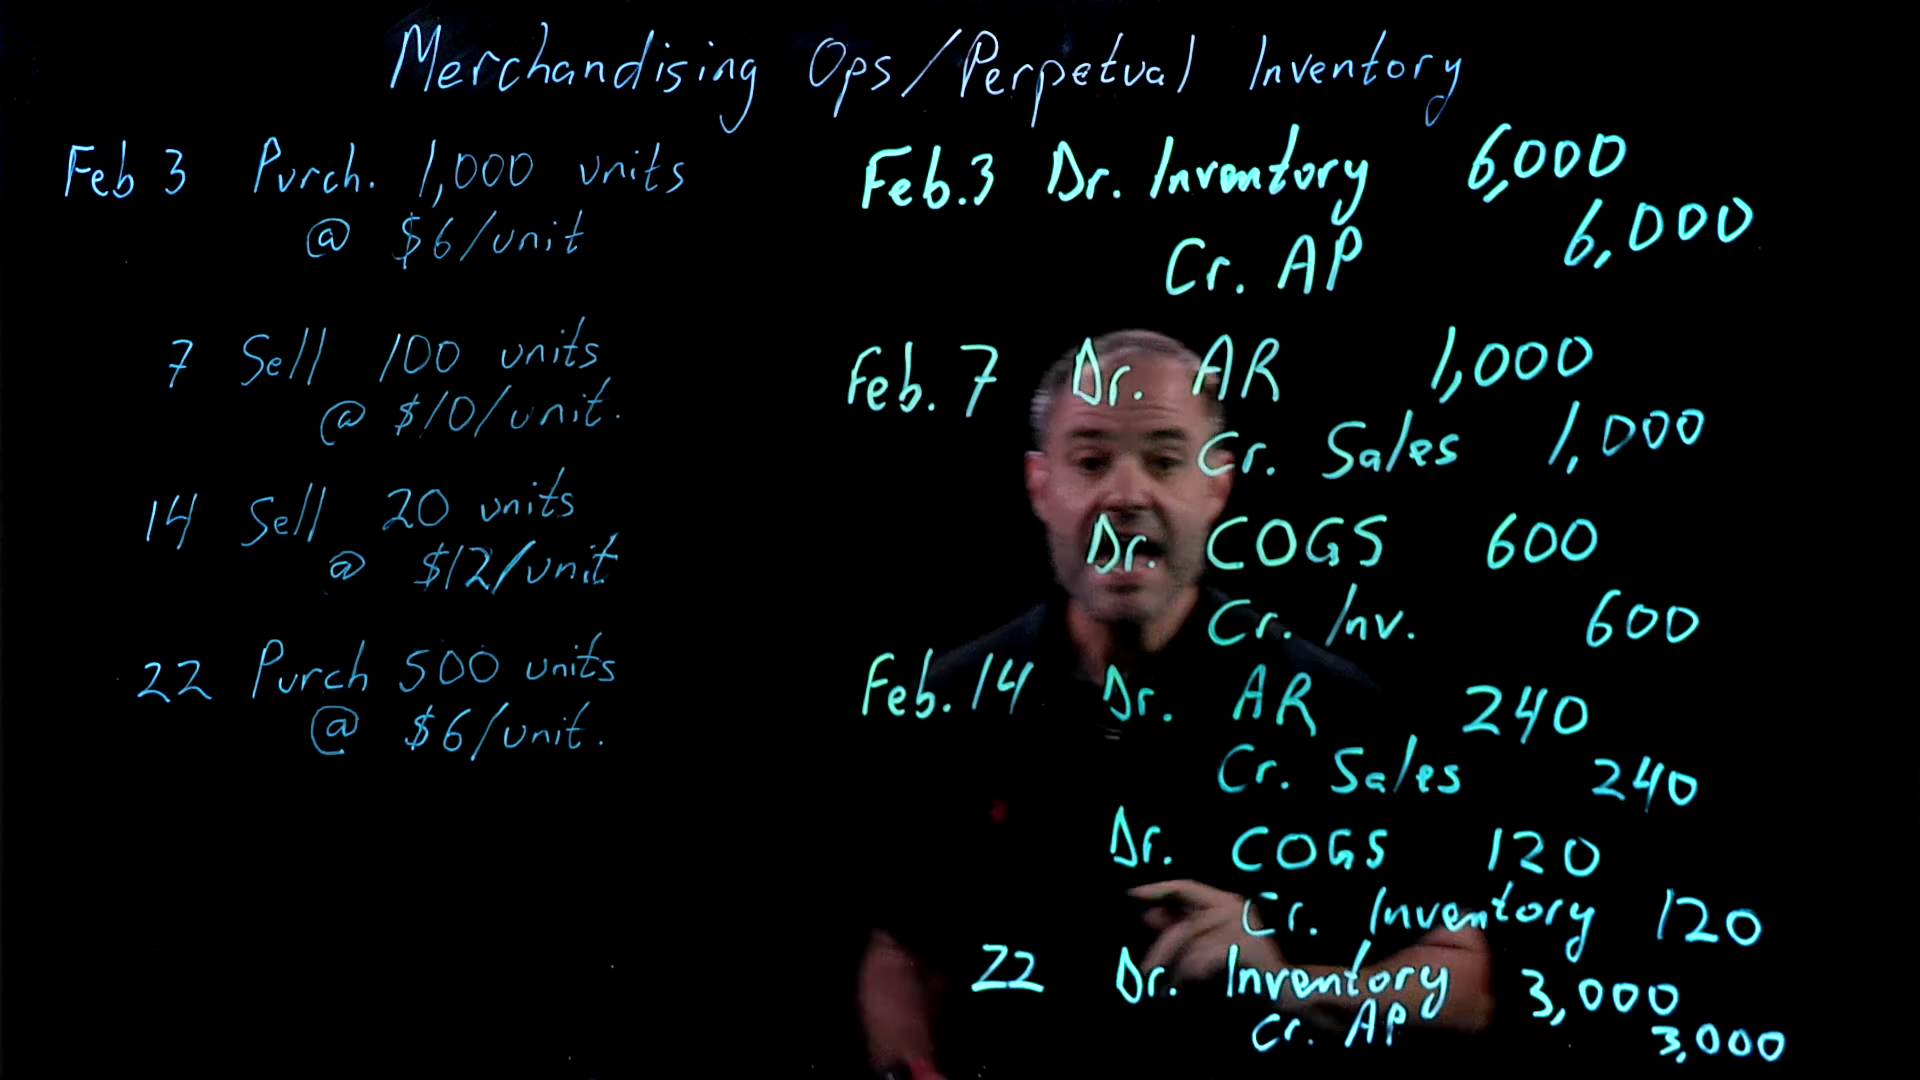 Merchandising Ops/Perpetual Inventory
Feb 3 Purch. 1,000 units
@ $6/unit
7 Sell 100 units
@ $10/unit.
14 Sell 20 units
@ $12/unit
22 Purch 500 units
@ $6/unit.
Feb. 3 Dr. Inventory 6,000
Cr. AP 6,000
Feb. 7 Dr. AR 1,000
Cr. Sales 1,000
Dr. COGS 600
Cr. Inv. 600
Feb. 14 Dr. AR 240
Cr. Sales 240
Dr. COGS 120
Cr. Inventory 120
22 Dr. Inventory 3,000
Cr. AP 3,000